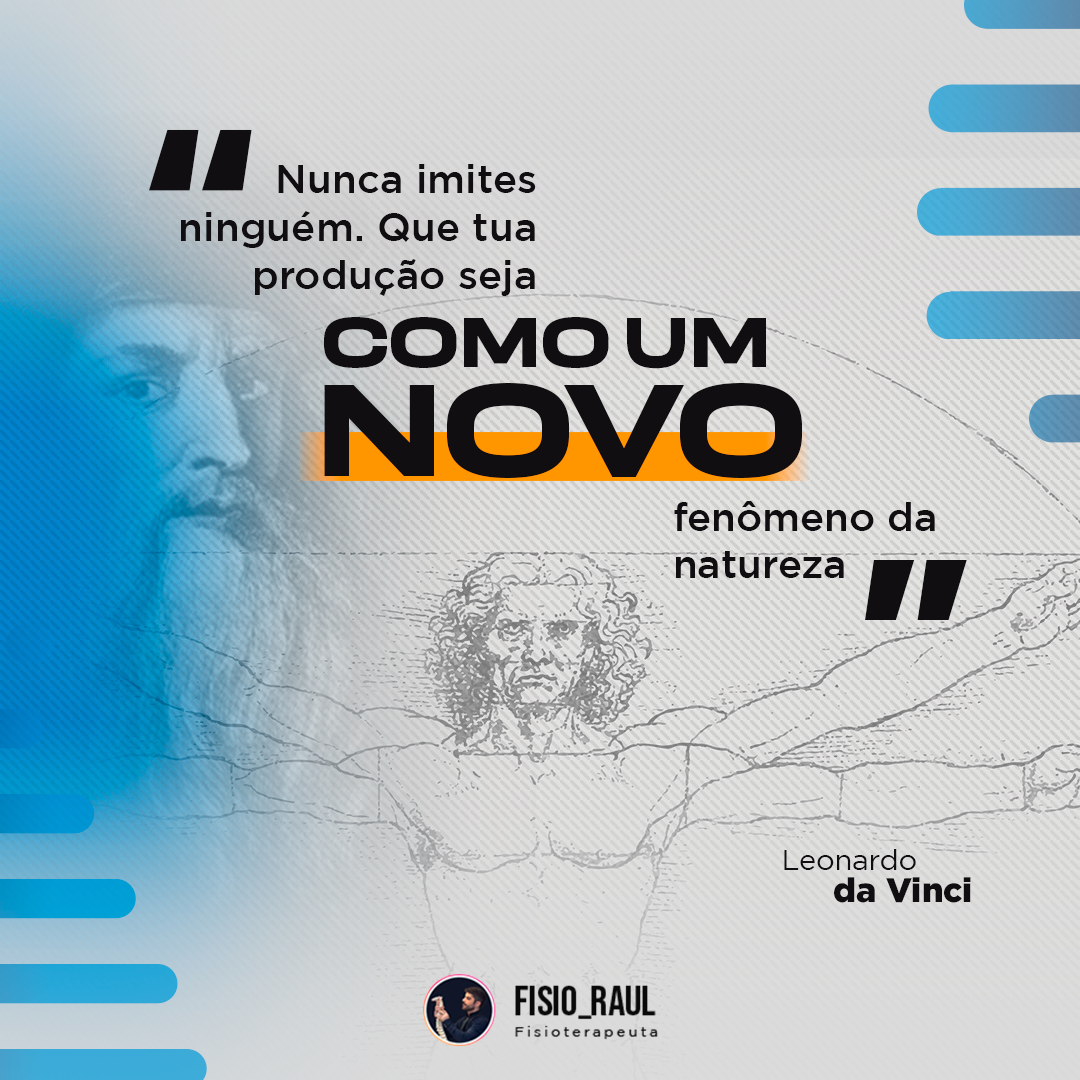 " Nunca imites
ninguém. Que tua
produção seja
COMO UM
NOVO
fenômeno da
natureza "
Leonardo
da Vinci
FISIO_RAUL
Fisioterapeuta